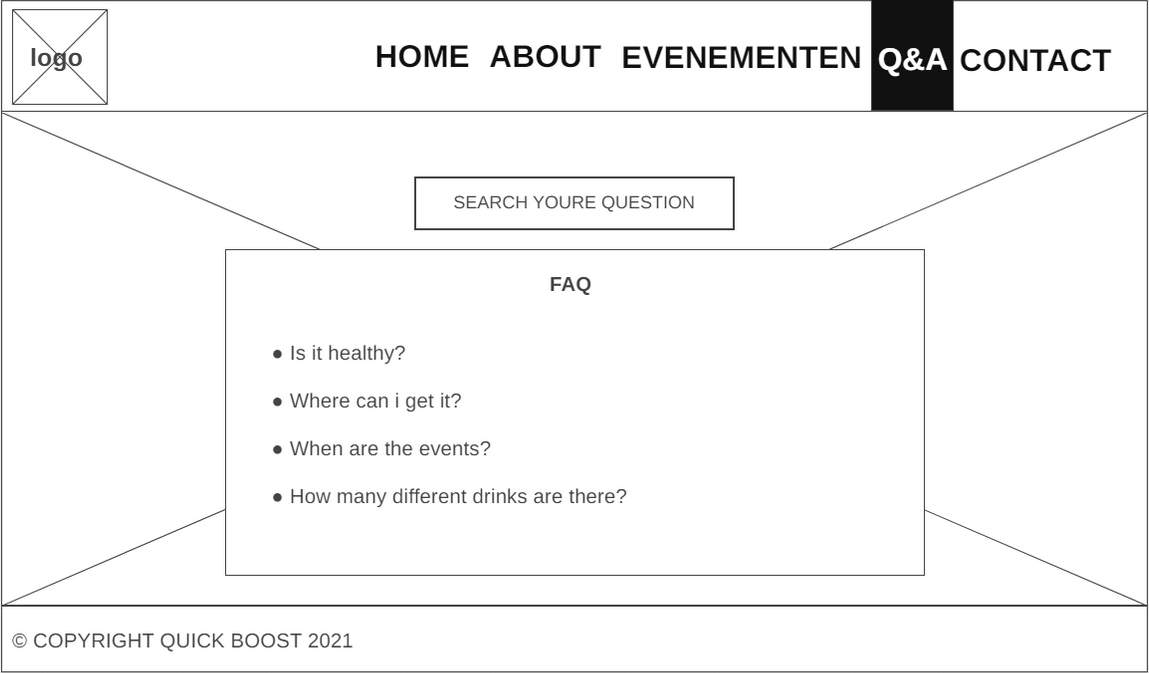 logo
HOME ABOUT EVENEMENTEN Q&A CONTACT
SEARCH YOURE QUESTION
FAQ
● Is it healthy?
● Where can i get it?
● When are the events?
● How many different drinks are there?
© COPYRIGHT QUICK BOOST 2021